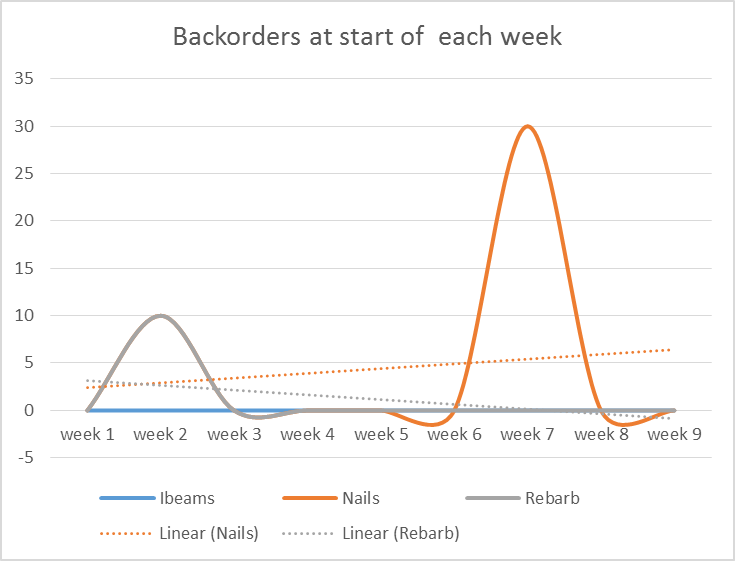 Backorders at start of  each week
35
30
25
20
15
10
5
0
-5
week 1 week 2 week 3 week 4 week 5 week 6 week 7 week 8 week 9
Ibeams Nails Rebarb
Linear (Nails) Linear (Rebarb)